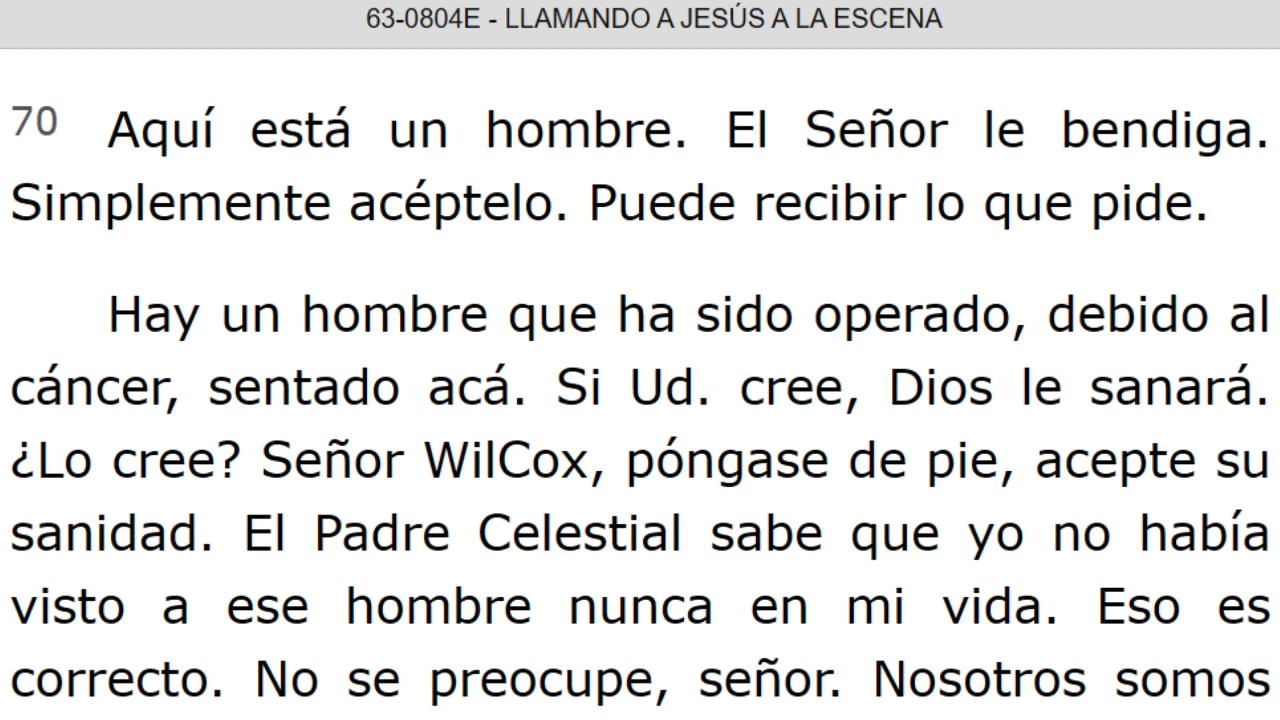 63-0804E - LLAMANDO A JESÚS A LA ESCENA
70 Aquí está un hombre. El Señor le bendiga.
Simplemente acéptelo. Puede recibir lo que pide.
Hay un hombre que ha sido operado, debido al
cáncer, sentado acá. Si Ud. cree, Dios le sanará.
¿Lo cree? Señor WilCox, póngase de pie, acepte su
sanidad. El Padre Celestial sabe que yo no había
visto a ese hombre nunca en mi vida. Eso es
correcto. No se preocupe, señor. Nosotros somos